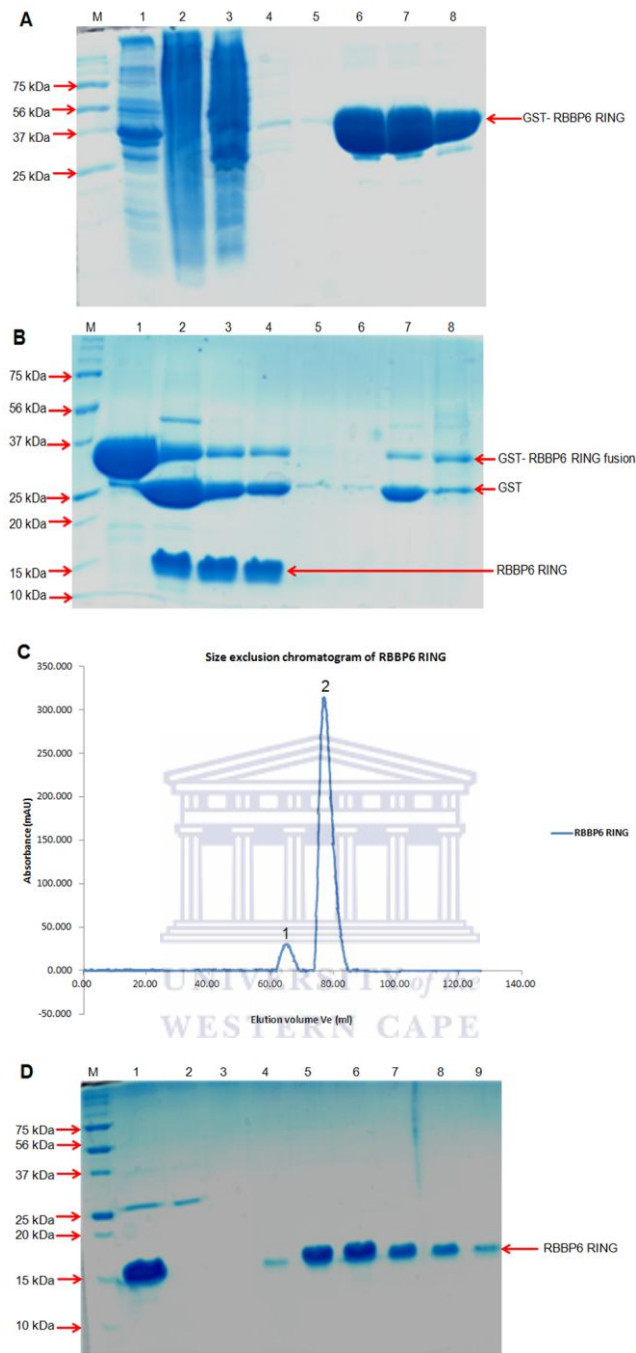 A
M 1 2 3 4 5 6 7 8
75 kDa
56 kDa
37 kDa
25 kDa
GST- RBBP6 RING
B
M 1 2 3 4 5 6 7 8
75 kDa
56 kDa
37 kDa
25 kDa
20 kDa
15 kDa
10 kDa
GST- RBBP6 RING fusion
GST
RBBP6 RING
C
Size exclusion chromatogram of RBBP6 RING
350.000
300.000
250.000
200.000
150.000
100.000
50.000
0.000
-50.000
Absorbance(mAU)
1
2
RBBP6 RING
0.00 20.00 40.00 60.00 80.00 100.00 120.00 140.00
Elution volume Ve (ml)
UNIVERSITY of the
WESTERN CAPE
D
M 1 2 3 4 5 6 7 8 9
75 kDa
56 kDa
37 kDa
25 kDa
20 kDa
15 kDa
10 kDa
RBBP6 RING